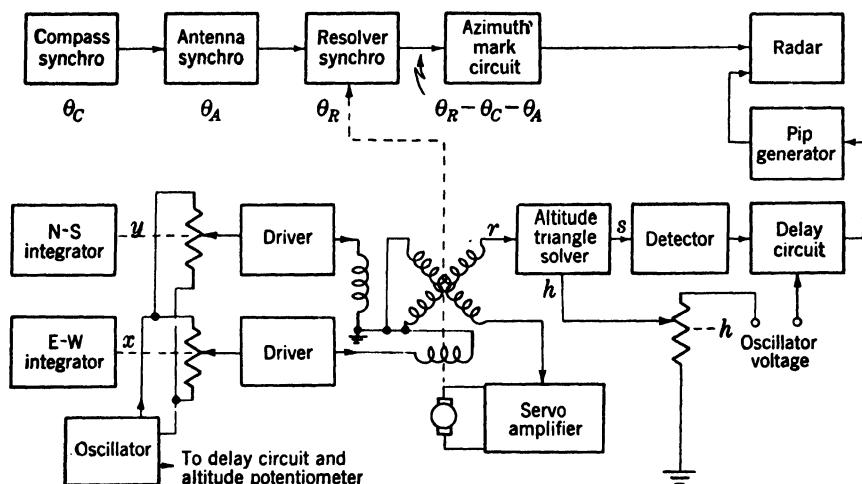 Compass
synchro
Antenna
synchro
Resolver
synchro
Azimuth
mark
circuit
Radar
θC
θA
θR
θR − θC − θA
Pip
generator
N-S
integrator
y
Driver
r
Altitude
triangle
solver
s
Detector
Delay
circuit
h
E-W
integrator
x
Driver
h
Oscillator
voltage
Servo
amplifier
Oscillator
To delay circuit and
altitude potentiometer